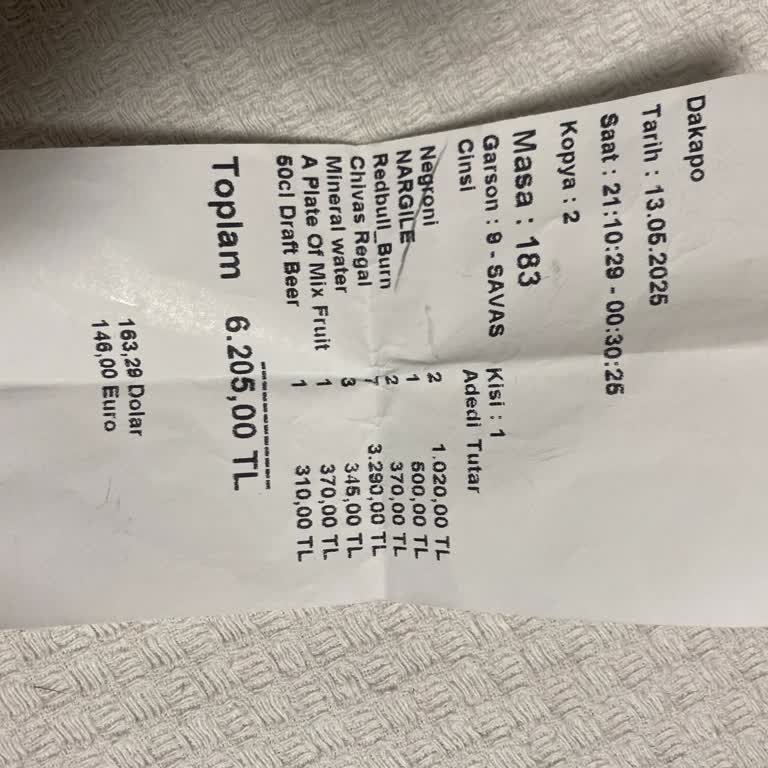 Dakapo
Tarih : 13.05.2025
Saat : 21:10:29 - 00:30:25
Kopya : 2
Masa : 183
Garson : 9 - SAVAS Kisi : 1
Cinsi Adedi Tutar
Negroni 2 1.020,00 TL
NARGILE 1 500,00 TL
Redbull_Burn 2 370,00 TL
Chivas Regal 7 3.290,00 TL
Mineral water 3 345,00 TL
A Plate Of Mix Fruit 1 370,00 TL
50cl Draft Beer 1 310,00 TL
Toplam 6.205,00 TL
163,29 Dolar
146,00 Euro